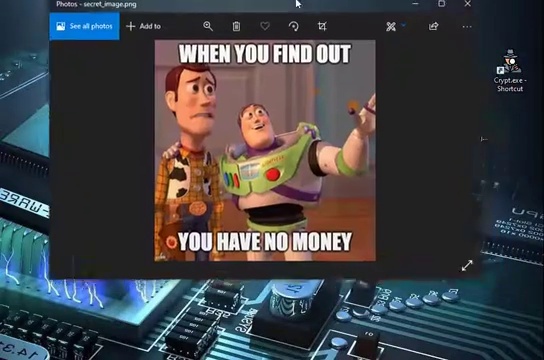 Photos - secret_image.png
See all photos
+ Add to
WHEN YOU FIND OUT
YOU HAVE NO MONEY
Crypt.exe -
Shortcut